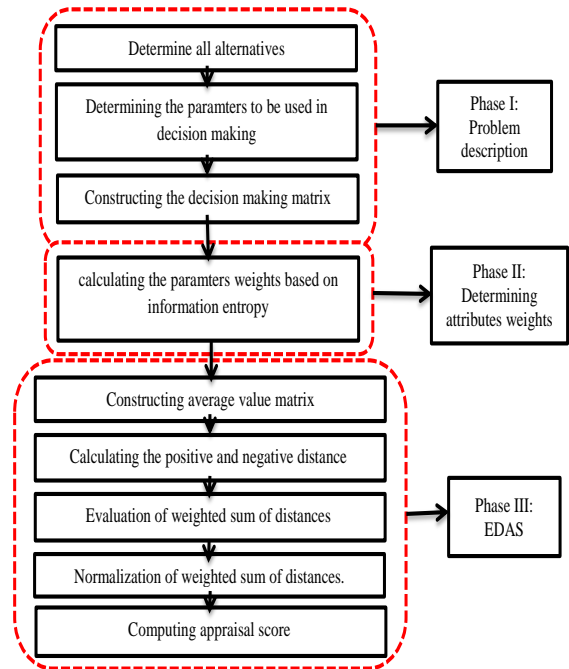 Determine all alternatives
Determining the paramters to be used in
decision making
Constructing the decision making matrix
Phase I:
Problem
description
calculating the paramters weights based on
information entropy
Phase II:
Determining
attributes weights
Constructing average value matrix
Calculating the positive and negative distance
Evaluation of weighted sum of distances
Normalization of weighted sum of distances.
Computing appraisal score
Phase III:
EDAS